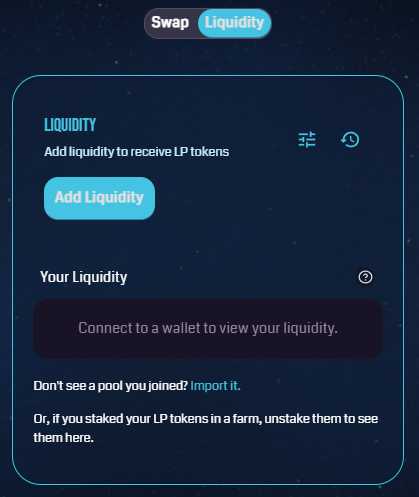 Swap Liquidity
LIQUIDITY
Add liquidity to receive LP tokens
Add Liquidity
Your Liquidity
Connect to a wallet to view your liquidity.
Don't see a pool you joined? Import it.
Or, if you staked your LP tokens in a farm, unstake them to see
them here.